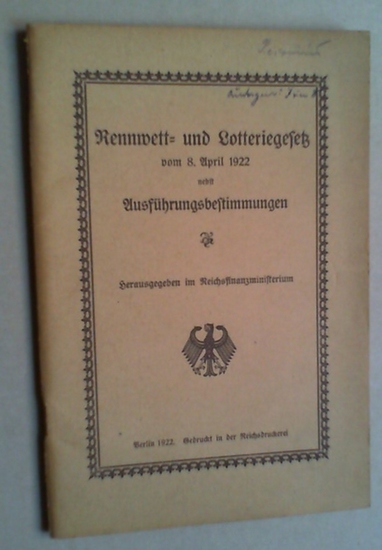 Rennwett- und Lotteriegesetz
vom 8. April 1922
nebst
Ausführungsbestimmungen
Herausgegeben im Reichsfinanzministerium
Berlin 1922. Gedruckt in der Reichsdruckerei